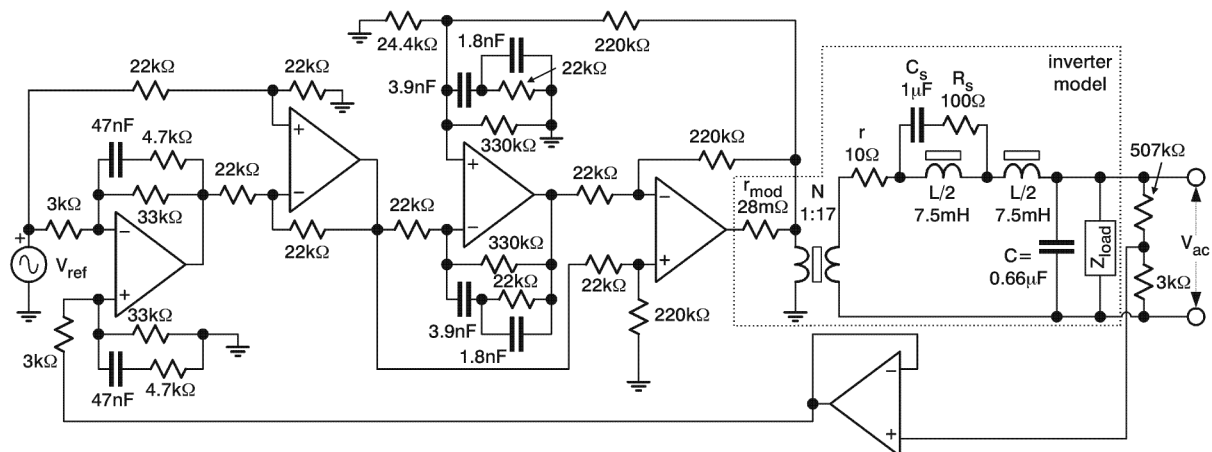 24.4kΩ
220kΩ
1.8nF
22kΩ
3.9nF
330kΩ
22kΩ
22kΩ
47nF
4.7kΩ
3kΩ
33kΩ
22kΩ
+
−
22kΩ
−
+
+
Vref
33kΩ
4.7kΩ
47nF
3kΩ
22kΩ
+
−
330kΩ
22kΩ
3.9nF
1.8nF
22kΩ
220kΩ
−
+
22kΩ
220kΩ
rmod
28mΩ
N
1:17
inverter
model
Cs
1μF
Rs
100Ω
r
10Ω
L/2
7.5mH
L/2
7.5mH
C=
0.66μF
Zload
507kΩ
3kΩ
Vac
−
+